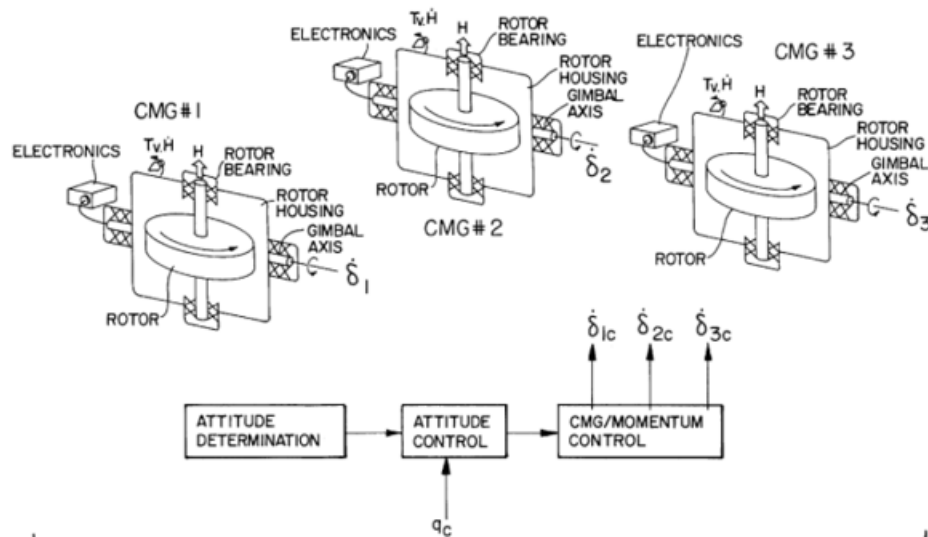 CMG#1
ELECTRONICS
Tv,Ḣ
H
ROTOR
BEARING
ROTOR
HOUSING
GIMBAL
AXIS
δ̇1
ROTOR
ELECTRONICS
Tv,Ḣ
H
ROTOR
BEARING
ROTOR
HOUSING
GIMBAL
AXIS
δ̇2
ROTOR
CMG#2
CMG#3
ELECTRONICS
Tv,Ḣ
H
ROTOR
BEARING
ROTOR
HOUSING
GIMBAL
AXIS
δ̇3
ROTOR
δ̇1c
δ̇2c
δ̇3c
ATTITUDE
DETERMINATION
ATTITUDE
CONTROL
CMG/MOMENTUM
CONTROL
qc